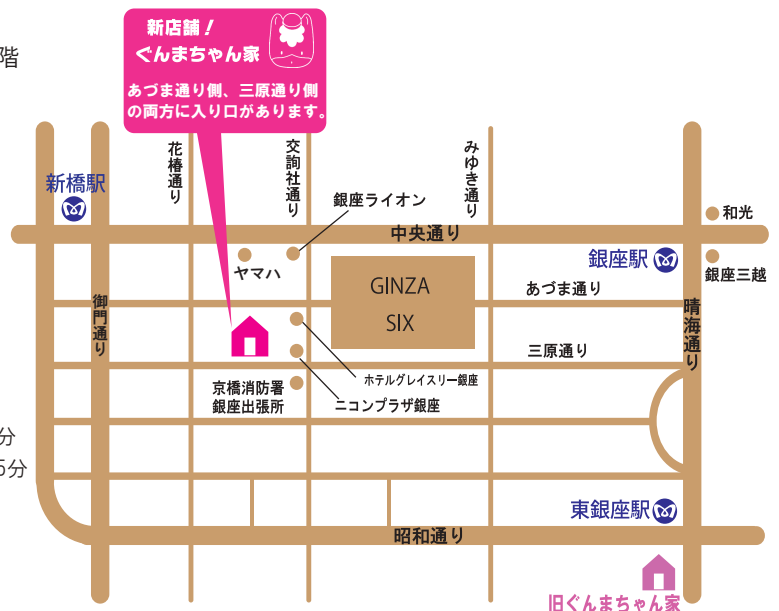 新店舗！
ぐんまちゃん家
あづま通り側、三原通り側
の両方に入り口があります。
階
花椿通り
交詢社通り
みゆき通り
新橋駅
銀座ライオン
和光
中央通り
ヤマハ
銀座駅
銀座三越
GINZA
SIX
あづま通り
御門通り
晴海通り
三原通り
ホテルグレイスリー銀座
京橋消防署
銀座出張所
ニコンプラザ銀座
分
5分
東銀座駅
昭和通り
旧ぐんまちゃん家